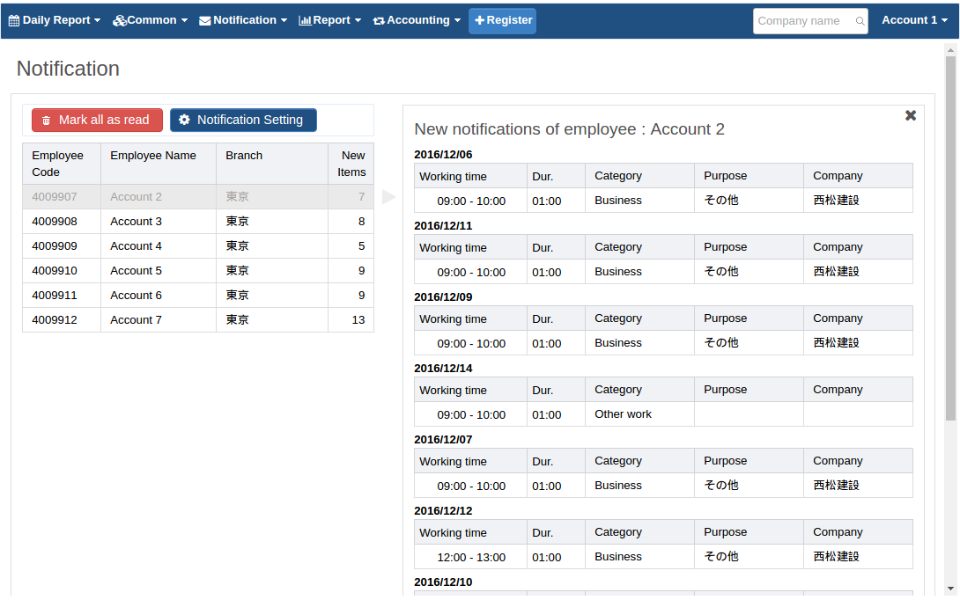 Daily Report Common Notification Report Accounting Register Company name Account 1
Notification
Mark all as read Notification Setting
Employee Code Employee Name Branch New Items
4009907 Account 2 東京 7
4009908 Account 3 東京 8
4009909 Account 4 東京 5
4009910 Account 5 東京 9
4009911 Account 6 東京 9
4009912 Account 7 東京 13
New notifications of employee : Account 2
2016/12/06
Working time Dur. Category Purpose Company
09:00 - 10:00 01:00 Business その他 西松建設
2016/12/11
Working time Dur. Category Purpose Company
09:00 - 10:00 01:00 Business その他 西松建設
2016/12/09
Working time Dur. Category Purpose Company
09:00 - 10:00 01:00 Business その他 西松建設
2016/12/14
Working time Dur. Category Purpose Company
09:00 - 10:00 01:00 Other work
2016/12/07
Working time Dur. Category Purpose Company
09:00 - 10:00 01:00 Business その他 西松建設
2016/12/12
Working time Dur. Category Purpose Company
12:00 - 13:00 01:00 Business その他 西松建設
2016/12/10